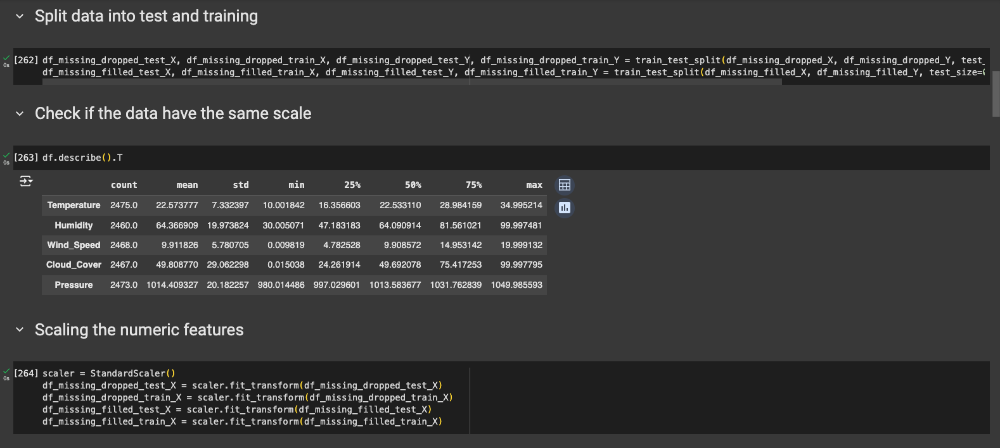 Split data into test and training
[262] df_missing_dropped_test_X, df_missing_dropped_train_X, df_missing_dropped_test_Y, df_missing_dropped_train_Y = train_test_split(df_missing_dropped_X, df_missing_dropped_Y, test_
0s
df_missing_filled_test_X, df_missing_filled_train_X, df_missing_filled_test_Y, df_missing_filled_train_Y = train_test_split(df_missing_filled_X, df_missing_filled_Y, test_size=
Check if the data have the same scale
[263] df.describe().T
0s
count mean std min 25% 50% 75% max
Temperature 2475.0 22.573777 7.332397 10.001842 16.356603 22.533110 28.984159 34.995214
Humidity 2460.0 64.366909 19.973824 30.005071 47.183183 64.090914 81.561021 99.997481
Wind_Speed 2468.0 9.911826 5.780705 0.009819 4.782528 9.908572 14.953142 19.999132
Cloud_Cover 2467.0 49.808770 29.062298 0.015038 24.261914 49.692078 75.417253 99.997795
Pressure 2473.0 1014.409327 20.182257 980.014486 997.029601 1013.583677 1031.762839 1049.985593
Scaling the numeric features
[264] scaler = StandardScaler()
0s
df_missing_dropped_test_X = scaler.fit_transform(df_missing_dropped_test_X)
df_missing_dropped_train_X = scaler.fit_transform(df_missing_dropped_train_X)
df_missing_filled_test_X = scaler.fit_transform(df_missing_filled_test_X)
df_missing_filled_train_X = scaler.fit_transform(df_missing_filled_train_X)